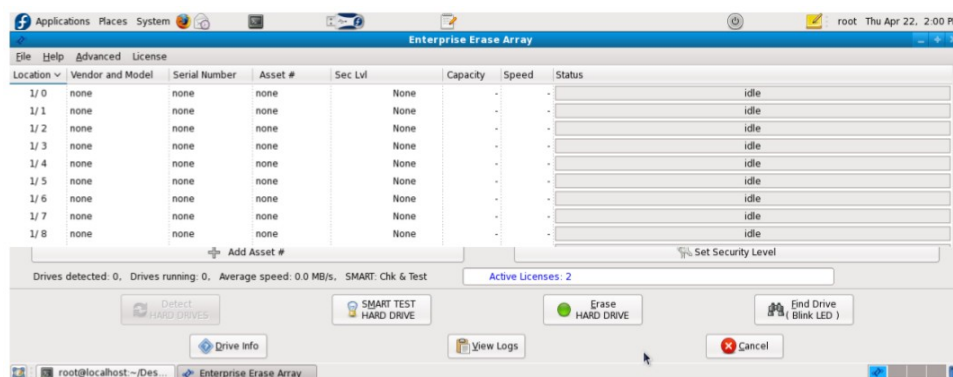 Applications Places System root Thu Apr 22, 2:00 P
Enterprise Erase Array
File Help Advanced License
Location Vendor and Model Serial Number Asset # Sec Lvl Capacity Speed Status
1/ 0 none none none None - - idle
1/ 1 none none none None - - idle
1/ 2 none none none None - - idle
1/ 3 none none none None - - idle
1/ 4 none none none None - - idle
1/ 5 none none none None - - idle
1/ 6 none none none None - - idle
1/ 7 none none none None - - idle
1/ 8 none none none None - - idle
Add Asset # Set Security Level
Drives detected: 0, Drives running: 0, Average speed: 0.0 MB/s, SMART: Chk & Test Active Licenses: 2
Detect SMART TEST Erase Find Drive
HARD DRIVES HARD DRIVE HARD DRIVE ( Blink LED )
Drive Info View Logs Cancel
root@localhost:~/Des... Enterprise Erase Array